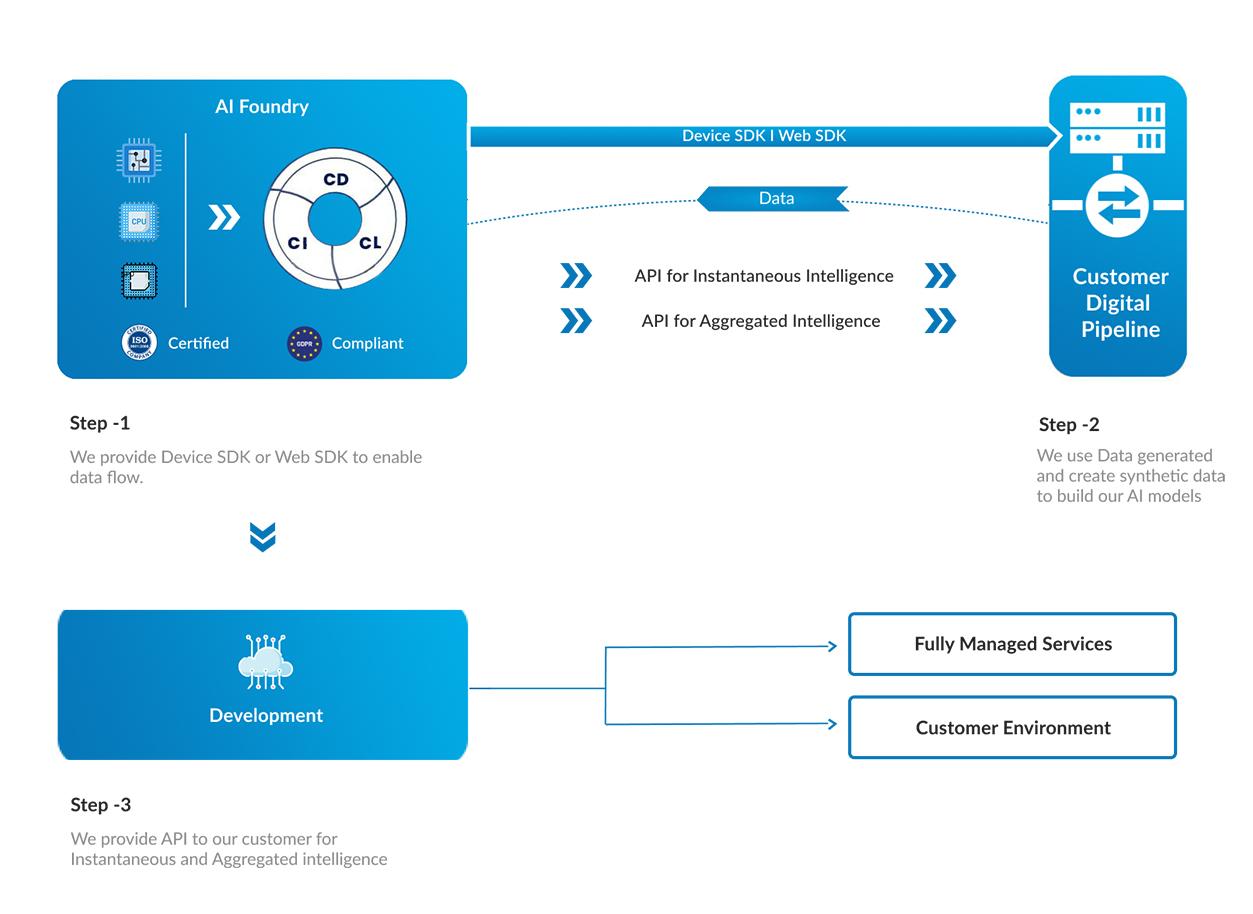 AI Foundry
CPU
CD
CI
CL
CERTIFIED
ISO
COMPANY
Certified
GDPR
Compliant
Device SDK I Web SDK
Data
API for Instantaneous Intelligence
API for Aggregated Intelligence
Customer
Digital
Pipeline
Step -1
We provide Device SDK or Web SDK to enable
data flow.
Step -2
We use Data generated
and create synthetic data
to build our AI models
Development
Fully Managed Services
Customer Environment
Step -3
We provide API to our customer for
Instantaneous and Aggregated intelligence